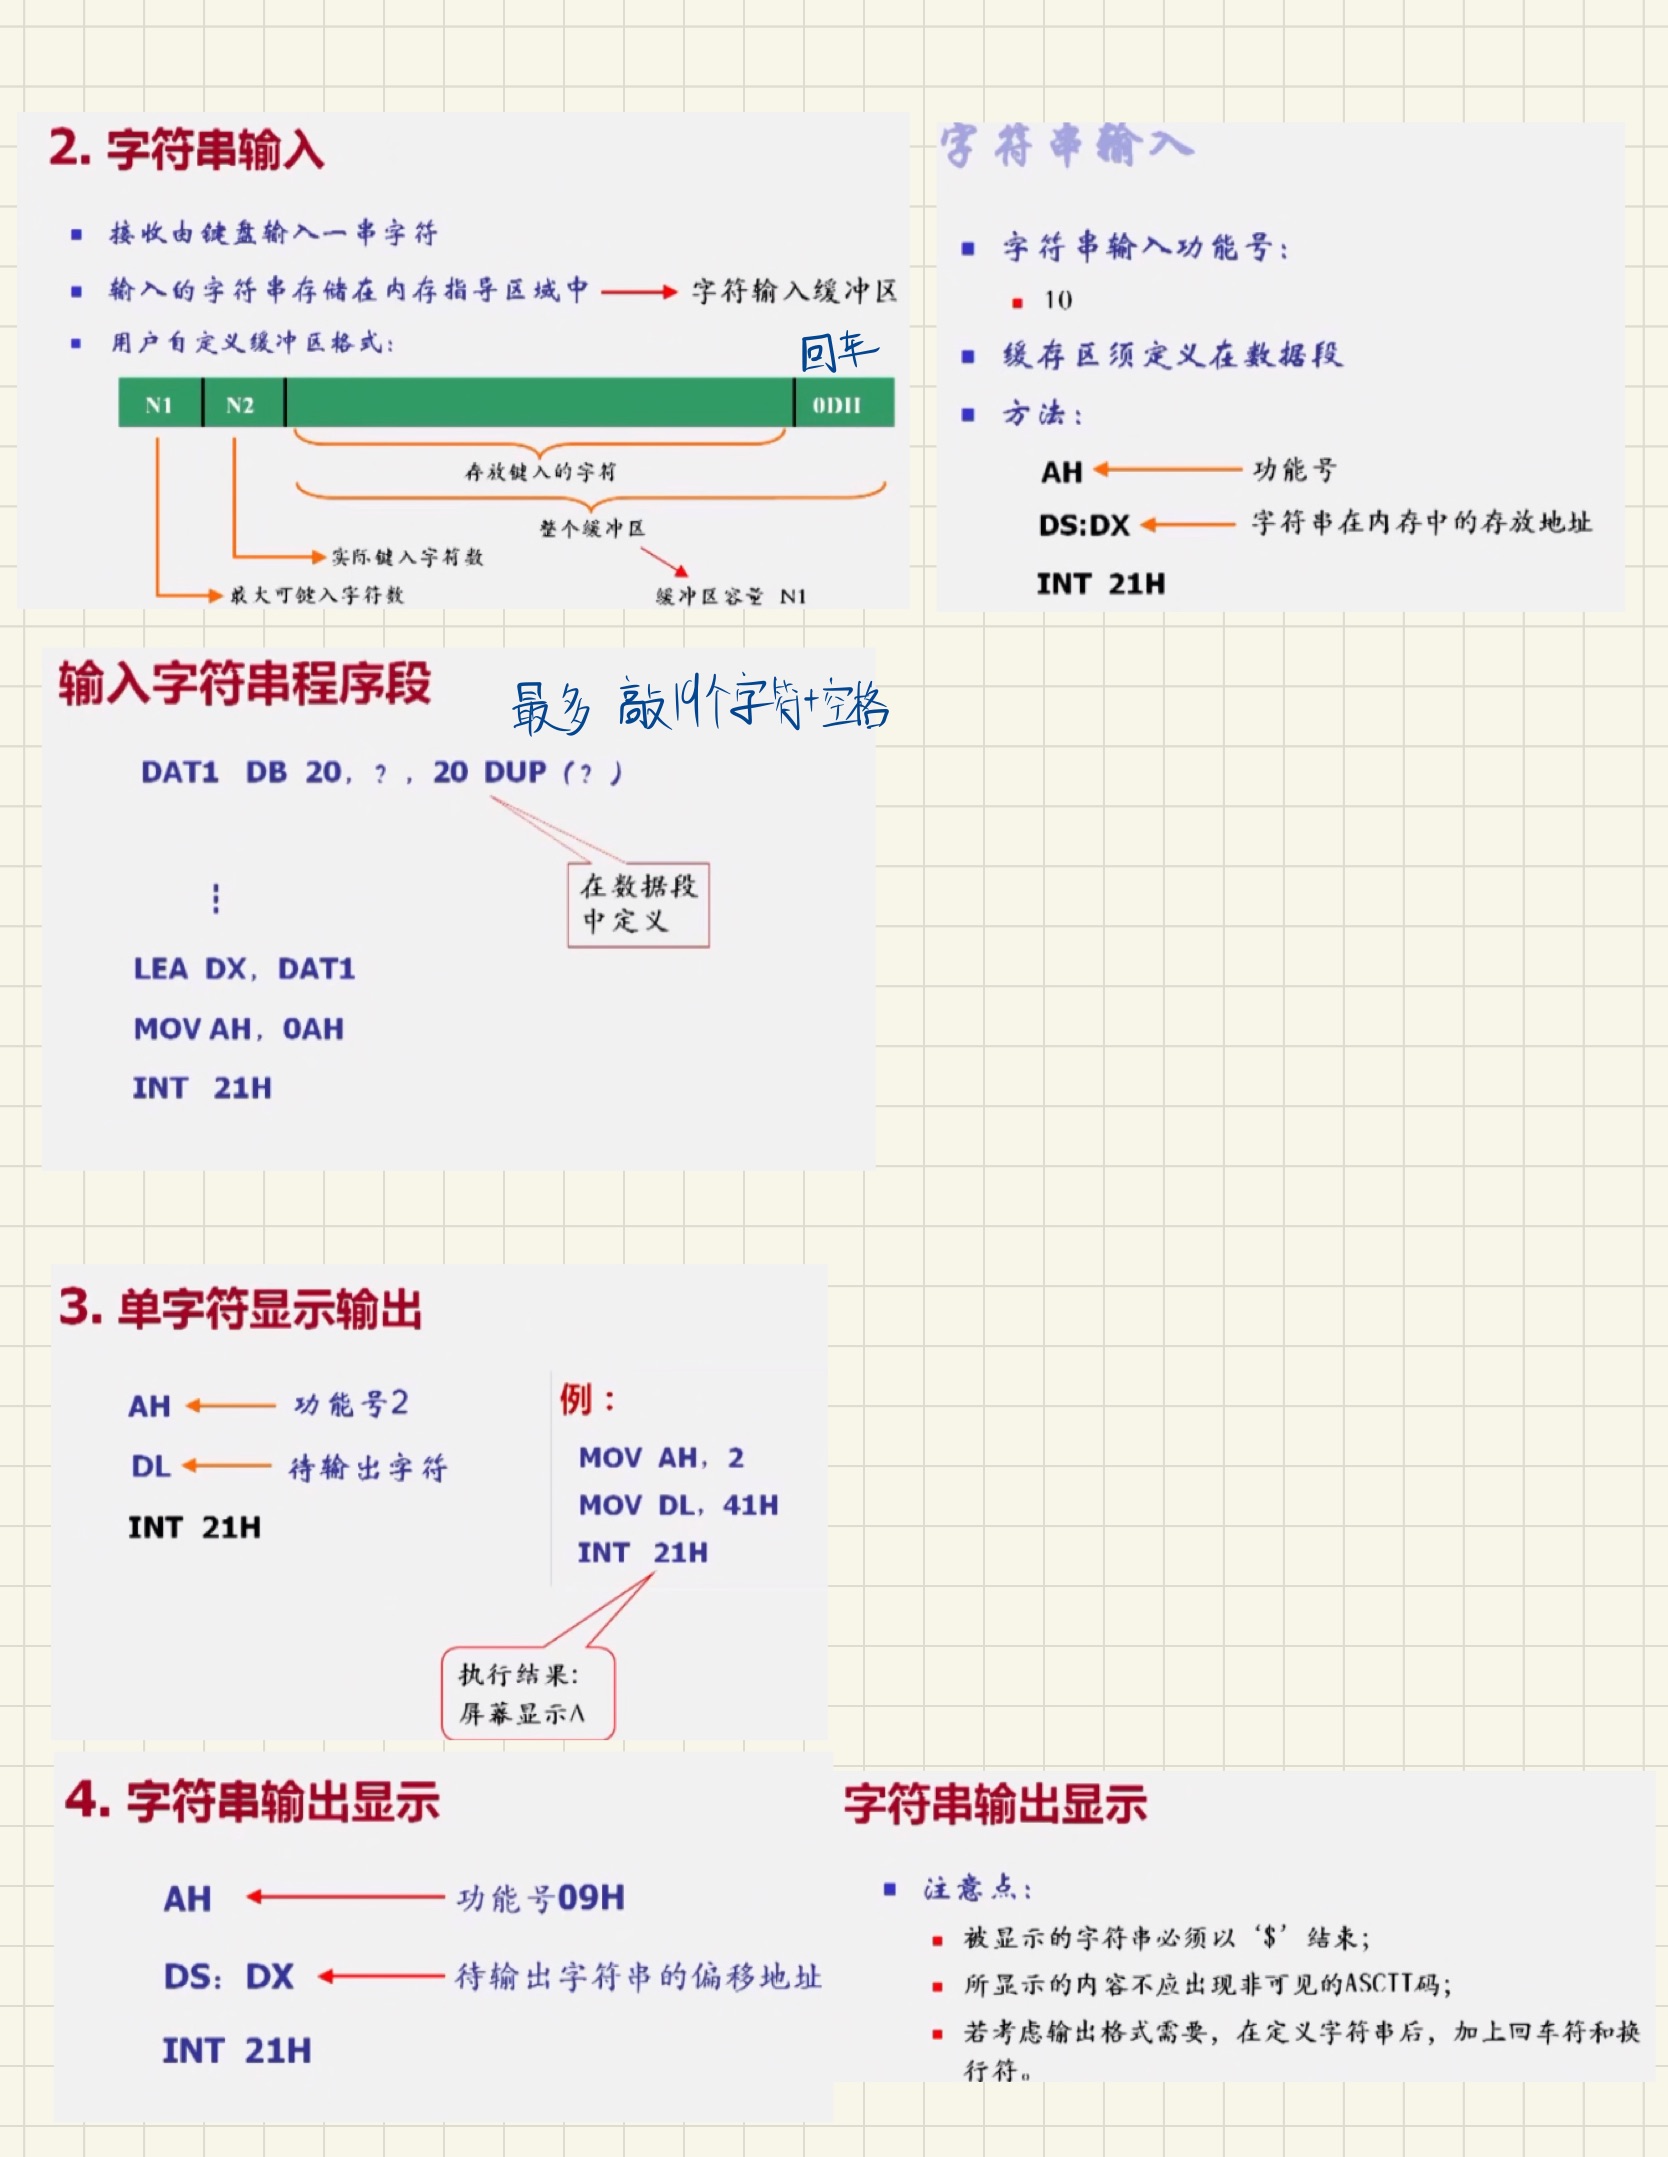 2. 字符串输入
接收由键盘输入一串字符
输入的字符串存储在内存指导区域中 字符输入缓冲区
用户自定义缓冲区格式:
回车
N1 N2 0DH
存放键入的字符
整个缓冲区
实际键入字符数
最大可键入字符数
缓冲区容量 N1
字符串输入
字符串输入功能号:
10
缓存区须定义在数据段
方法:
AH 功能号
DS:DX 字符串在内存中的存放地址
INT 21H
输入字符串程序段
最多 敲19个字符+空格
DAT1 DB 20, ? , 20 DUP (? )
在数据段
中定义
LEA DX, DAT1
MOV AH, 0AH
INT 21H
3. 单字符显示输出
AH 功能号2
DL 待输出字符
INT 21H
例:
MOV AH, 2
MOV DL, 41H
INT 21H
执行结果:
屏幕显示A
4. 字符串输出显示
AH 功能号09H
DS: DX 待输出字符串的偏移地址
INT 21H
字符串输出显示
注意点:
被显示的字符串必须以‘$’结束;
所显示的内容不应出现非可见的ASCII码;
若考虑输出格式需要, 在定义字符串后, 加上回车符和换
行符。